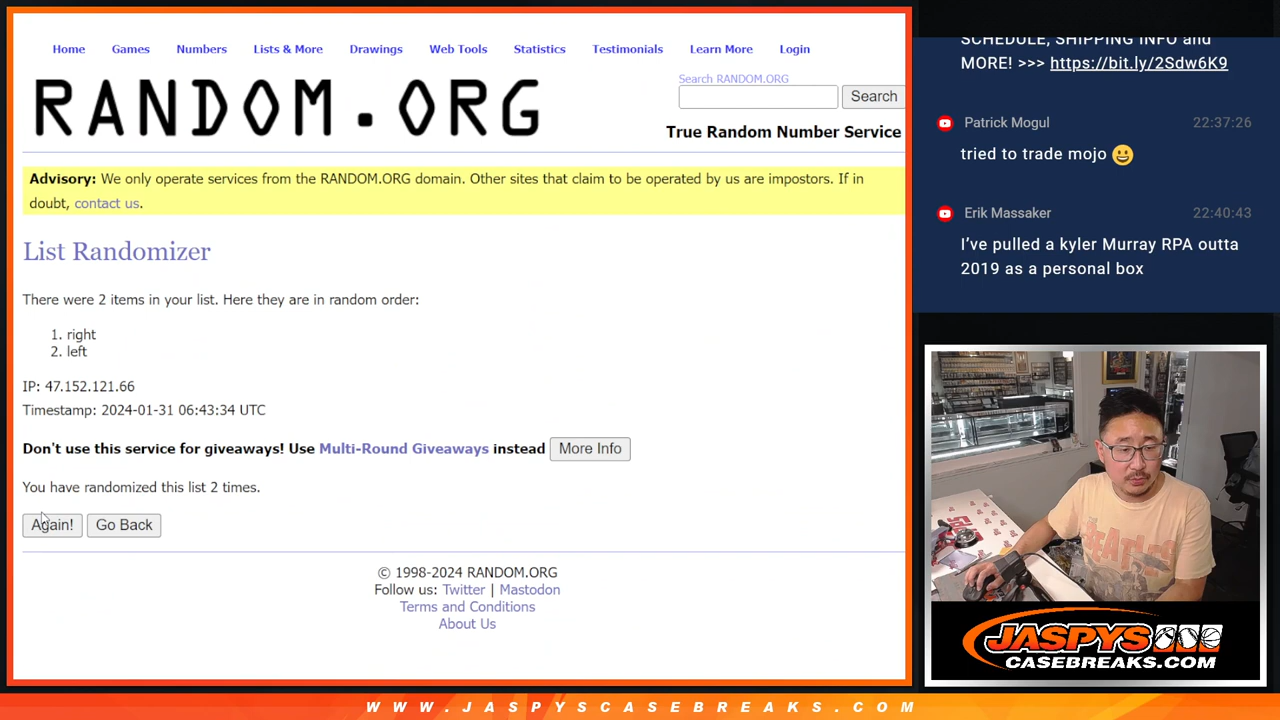 Home Games Numbers Lists & More Drawings Web Tools Statistics Testimonials Learn More Login
RANDOM.ORG
Search RANDOM.ORG
Search
True Random Number Service
Advisory: We only operate services from the RANDOM.ORG domain. Other sites that claim to be operated by us are impostors. If in
doubt, contact us.
List Randomizer
There were 2 items in your list. Here they are in random order:
1. right
2. left
IP: 47.152.121.66
Timestamp: 2024-01-31 06:43:34 UTC
Don't use this service for giveaways! Use Multi-Round Giveaways instead More Info
You have randomized this list 2 times.
Again! Go Back
© 1998-2024 RANDOM.ORG
Follow us: Twitter | Mastodon
Terms and Conditions
About Us
SCHEDULE, SHIPPING INFO and
MORE! >>> https://bit.ly/2Sdw6K9
Patrick Mogul 22:37:26
tried to trade mojo 😀
Erik Massaker 22:40:43
I’ve pulled a kyler Murray RPA outta
2019 as a personal box
JASPYS
CASEBREAKS.COM
WWW.JASPYSCASEBREAKS.COM